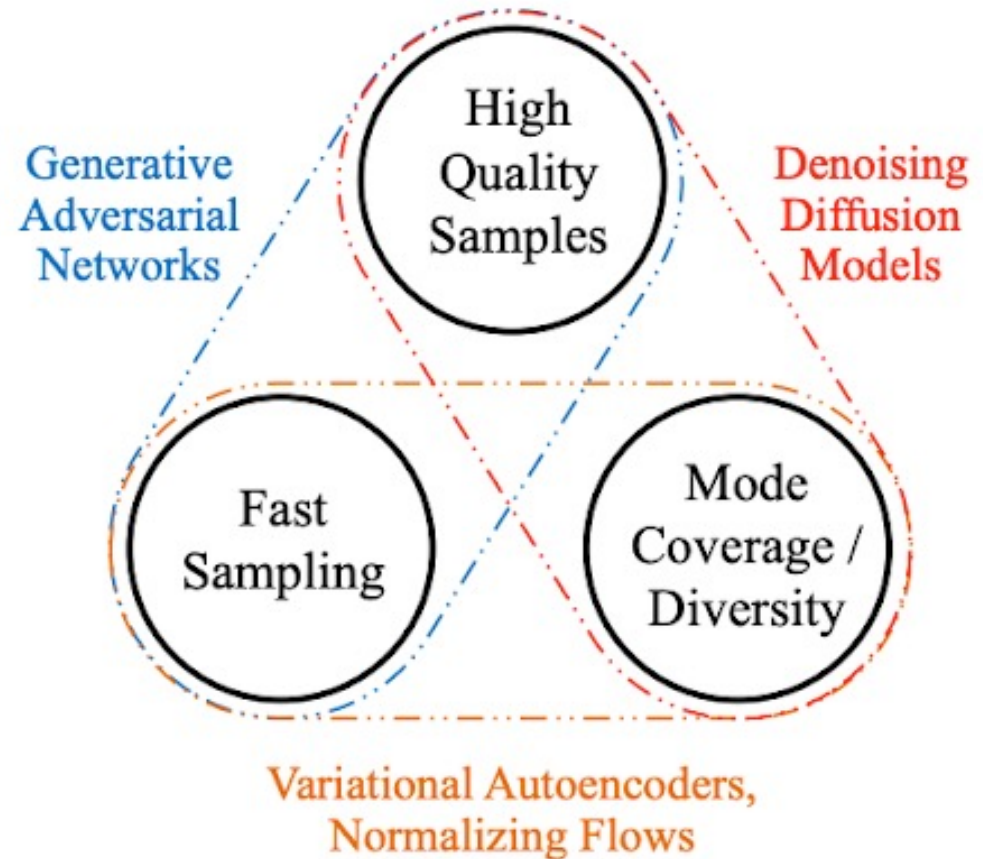 High
Quality
Samples
Generative
Adversarial
Networks
Denoising
Diffusion
Models
Fast
Sampling
Mode
Coverage /
Diversity
Variational Autoencoders,
Normalizing Flows